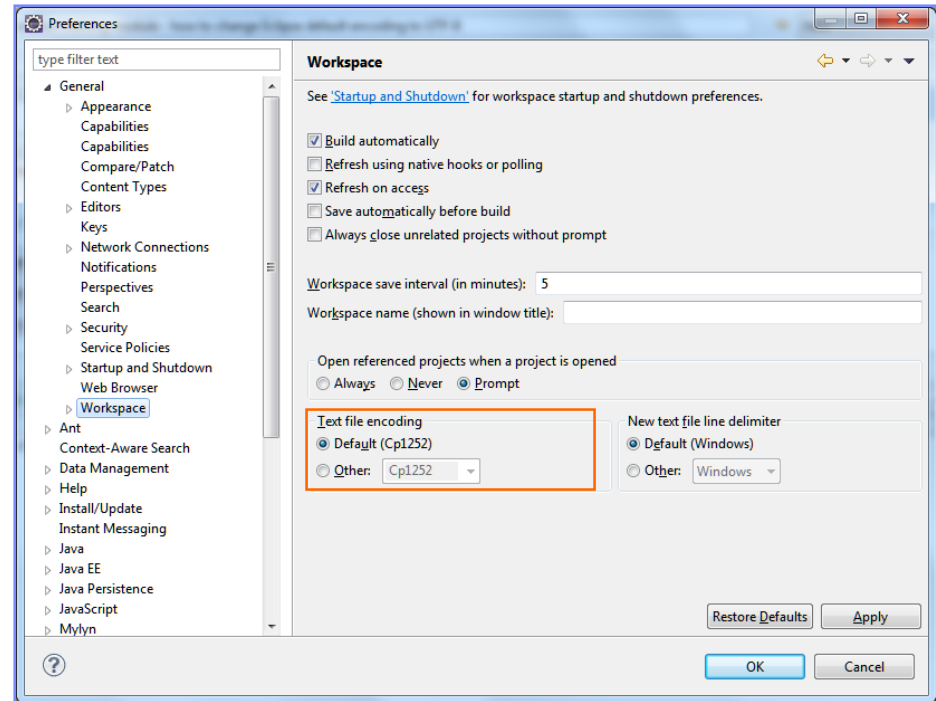 Preferences
type filter text
General
Appearance
Capabilities
Capabilities
Compare/Patch
Content Types
Editors
Keys
Network Connections
Notifications
Perspectives
Search
Security
Service Policies
Startup and Shutdown
Web Browser
Workspace
Ant
Context-Aware Search
Data Management
Help
Install/Update
Instant Messaging
Java
Java EE
Java Persistence
JavaScript
Mylyn
Workspace
See 'Startup and Shutdown' for workspace startup and shutdown preferences.
Build automatically
Refresh using native hooks or polling
Refresh on access
Save automatically before build
Always close unrelated projects without prompt
Workspace save interval (in minutes): 5
Workspace name (shown in window title):
Open referenced projects when a project is opened
Always Never Prompt
Text file encoding
Default (Cp1252)
Other: Cp1252
New text file line delimiter
Default (Windows)
Other: Windows
Restore Defaults Apply
OK Cancel